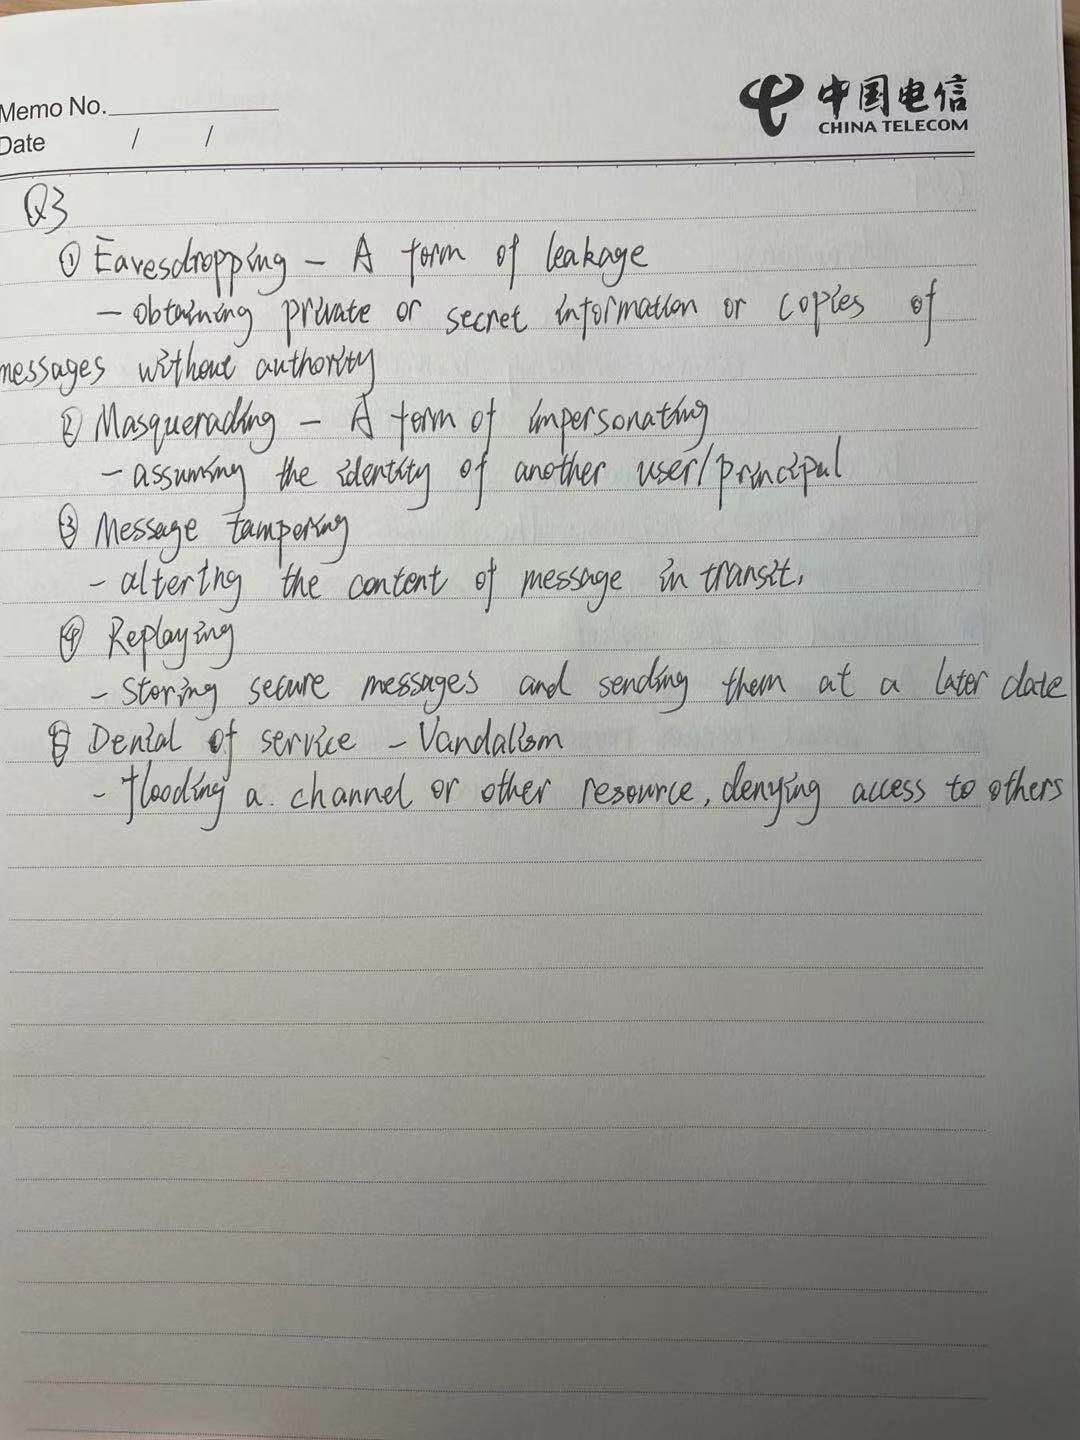 Memo No.
Date / /
中国电信
CHINA TELECOM
Q3
① Eavesdropping - A form of leakage
- obtaining private or secret information or copies of
messages without authority
② Masquerading - A form of impersonating
- assuming the identity of another user/principal
③ Message tampering
- altering the content of message in transit.
④ Replaying
- Storing secure messages and sending them at a later date
⑤ Denial of service - Vandalism
- flooding a channel or other resource, denying access to others